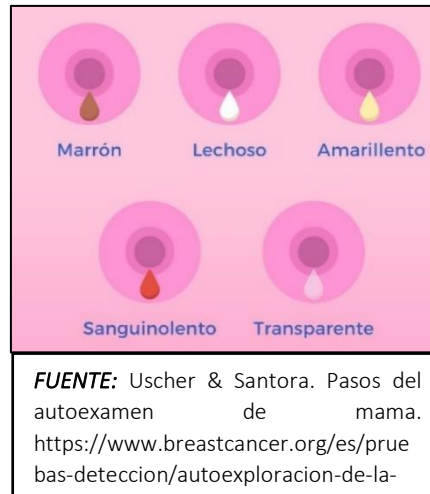 Marrón Lechoso Amarillento
Sanguinolento Transparente
FUENTE: Uscher & Santora. Pasos del
autoexamen de mama.
https://www.breastcancer.org/es/prue
bas-deteccion/autoexploracion-de-la-